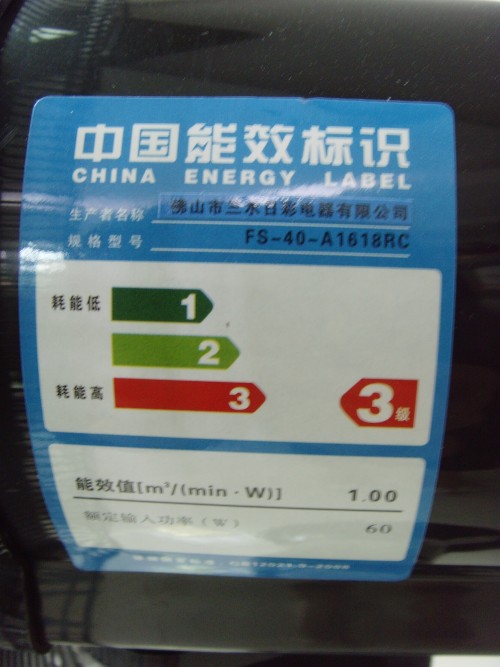 中国能效标识
CHINA ENERGY LABEL
生产者名称 佛山市三水日彩电器有限公司
规格型号 FS-40-A1618RC
耗能低 1
2
耗能高 3
3级
能效值[m³/(min·W)] 1.00
额定输入功率(W) 60